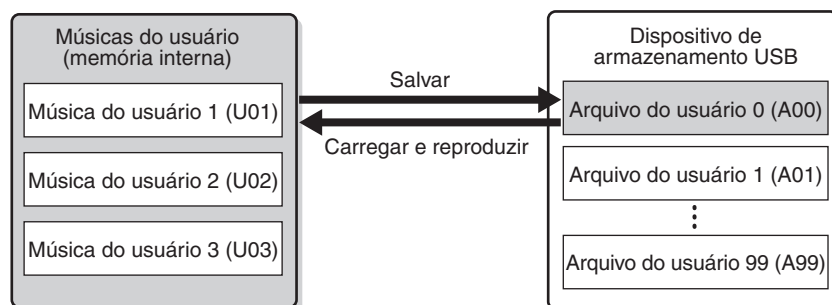 Músicas do usuário
(memória interna)
Música do usuário 1 (U01)
Música do usuário 2 (U02)
Música do usuário 3 (U03)
Salvar
Carregar e reproduzir
Dispositivo de
armazenamento USB
Arquivo do usuário 0 (A00)
Arquivo do usuário 1 (A01)
Arquivo do usuário 99 (A99)